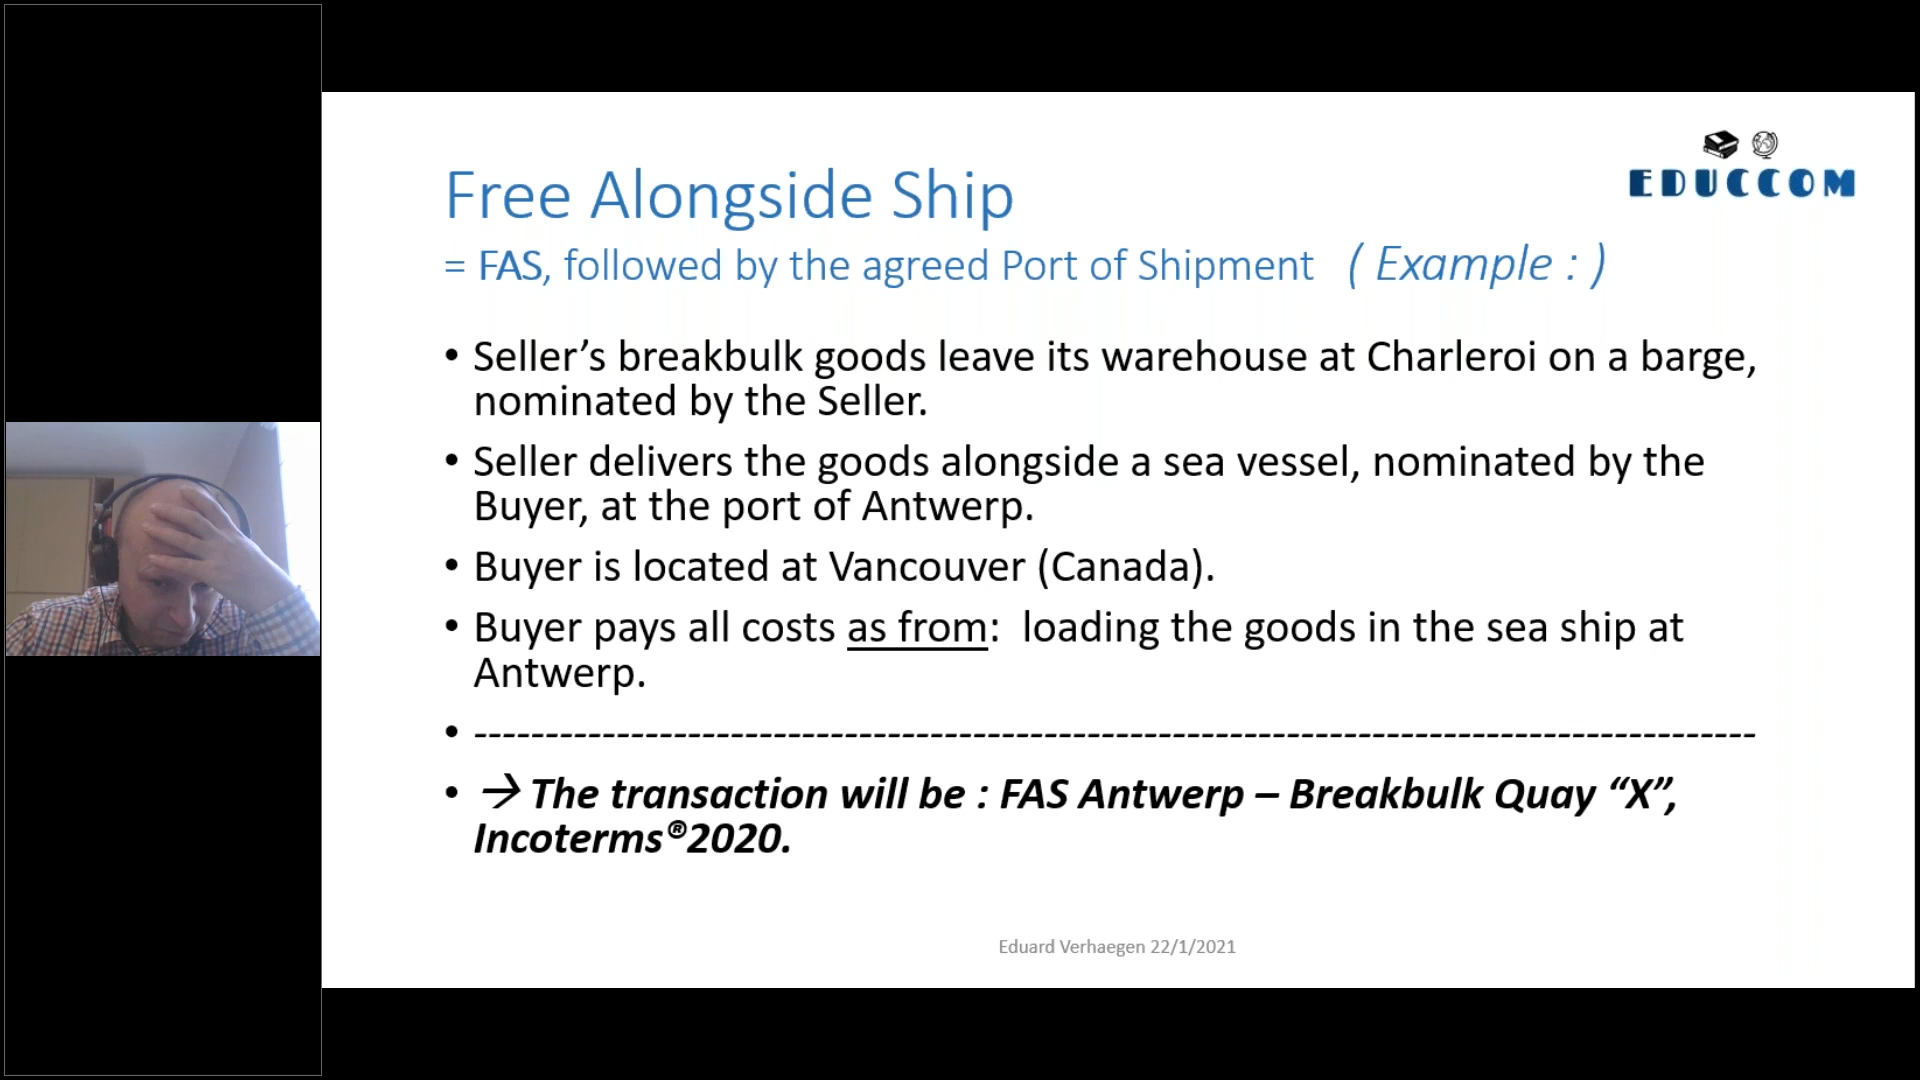 EDUCCOM
Free Alongside Ship
= FAS, followed by the agreed Port of Shipment ( Example : )
• Seller’s breakbulk goods leave its warehouse at Charleroi on a barge,
nominated by the Seller.
• Seller delivers the goods alongside a sea vessel, nominated by the
Buyer, at the port of Antwerp.
• Buyer is located at Vancouver (Canada).
• Buyer pays all costs as from: loading the goods in the sea ship at
Antwerp.
• ------------------------------------------------------------------------------------------
• → The transaction will be : FAS Antwerp – Breakbulk Quay “X”,
Incoterms®2020.
Eduard Verhaegen 22/1/2021